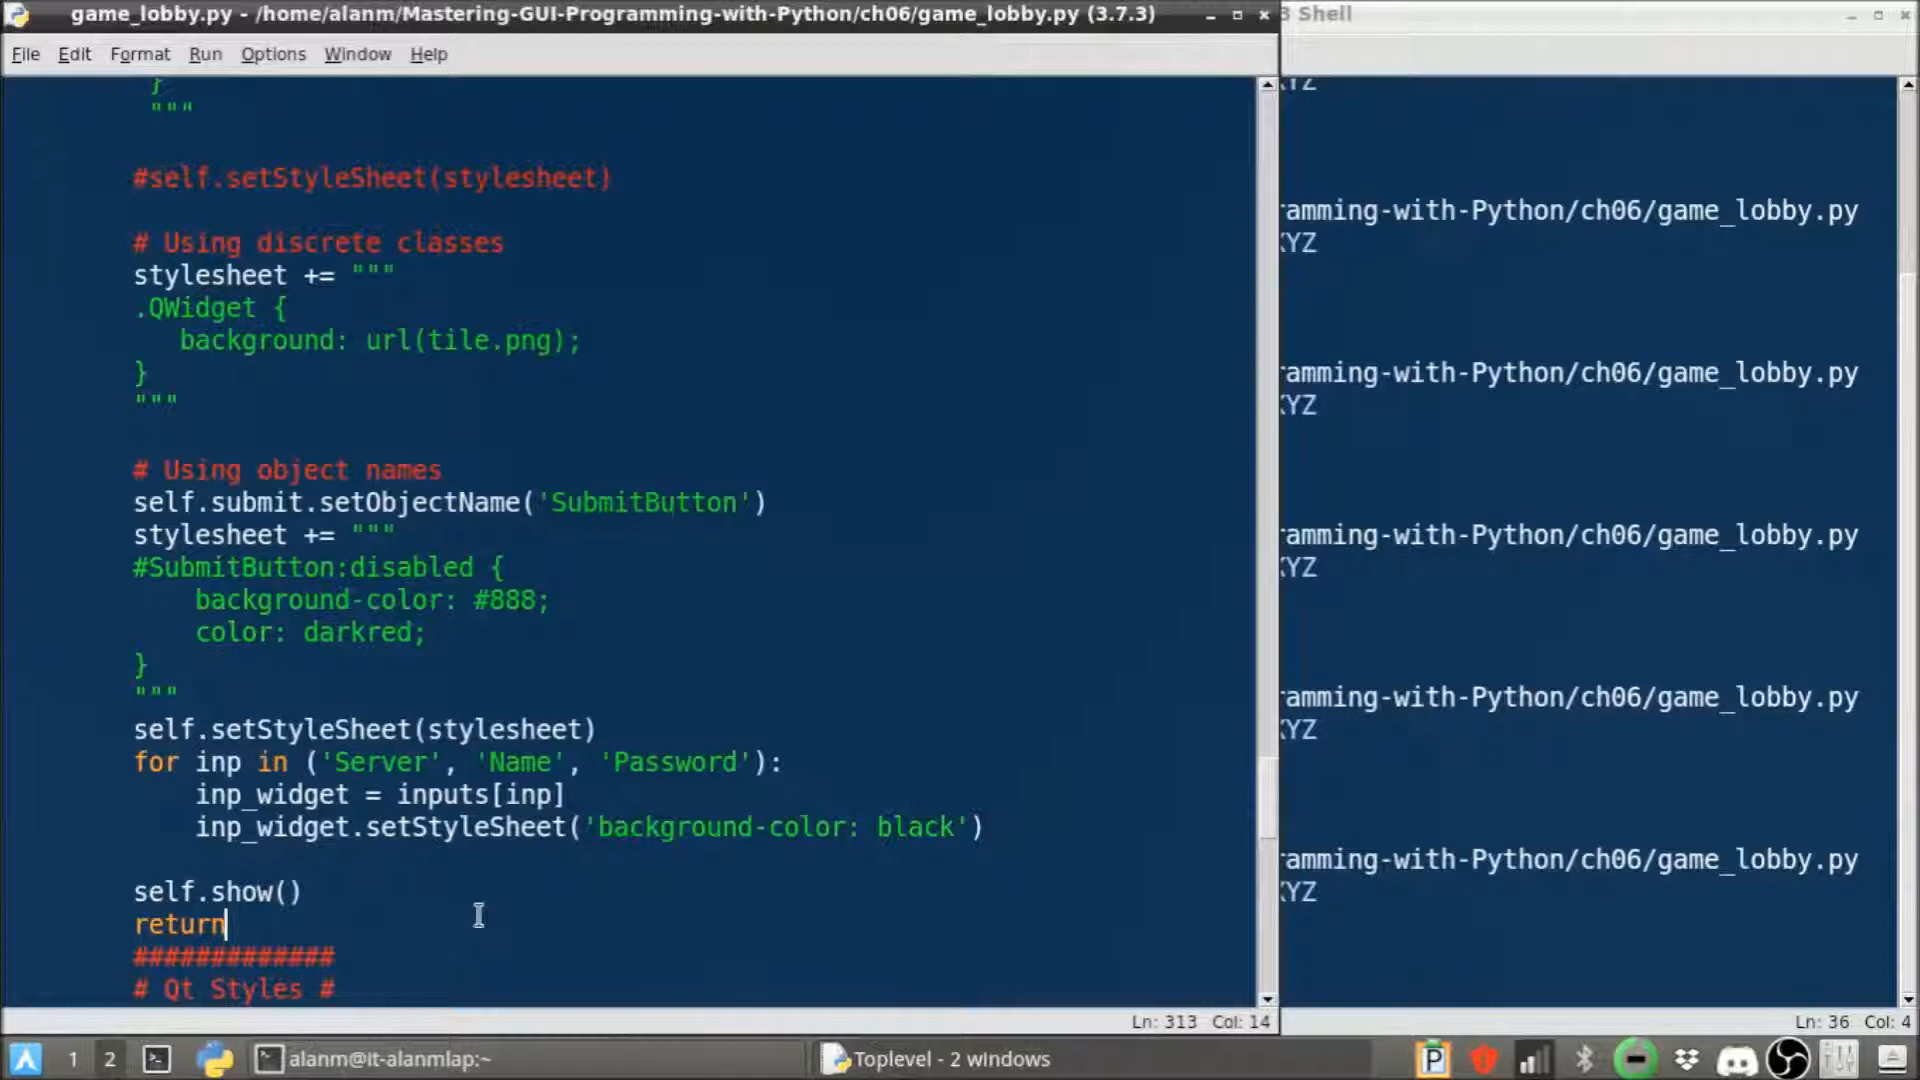 game_lobby.py - /home/alanm/Mastering-GUI-Programming-with-Python/ch06/game_lobby.py (3.7.3)
File Edit Format Run Options Window Help
}
"""
#self.setStyleSheet(stylesheet)
# Using discrete classes
stylesheet += """
.QWidget {
background: url(tile.png);
}
"""
# Using object names
self.submit.setObjectName('SubmitButton')
stylesheet += """
#SubmitButton:disabled {
background-color: #888;
color: darkred;
}
"""
self.setStyleSheet(stylesheet)
for inp in ('Server', 'Name', 'Password'):
inp_widget = inputs[inp]
inp_widget.setStyleSheet('background-color: black')
self.show()
return
#############
# Qt Styles #
Ln: 313 Col: 14
Shell
amming-with-Python/ch06/game_lobby.py
YZ
amming-with-Python/ch06/game_lobby.py
YZ
amming-with-Python/ch06/game_lobby.py
YZ
amming-with-Python/ch06/game_lobby.py
YZ
amming-with-Python/ch06/game_lobby.py
YZ
Ln: 36 Col: 4
1 2 alanm@it-alanmlap:~ Toplevel - 2 windows